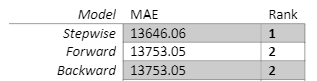 Model MAE Rank
Stepwise 13646.06 1
Forward 13753.05 2
Backward 13753.05 2